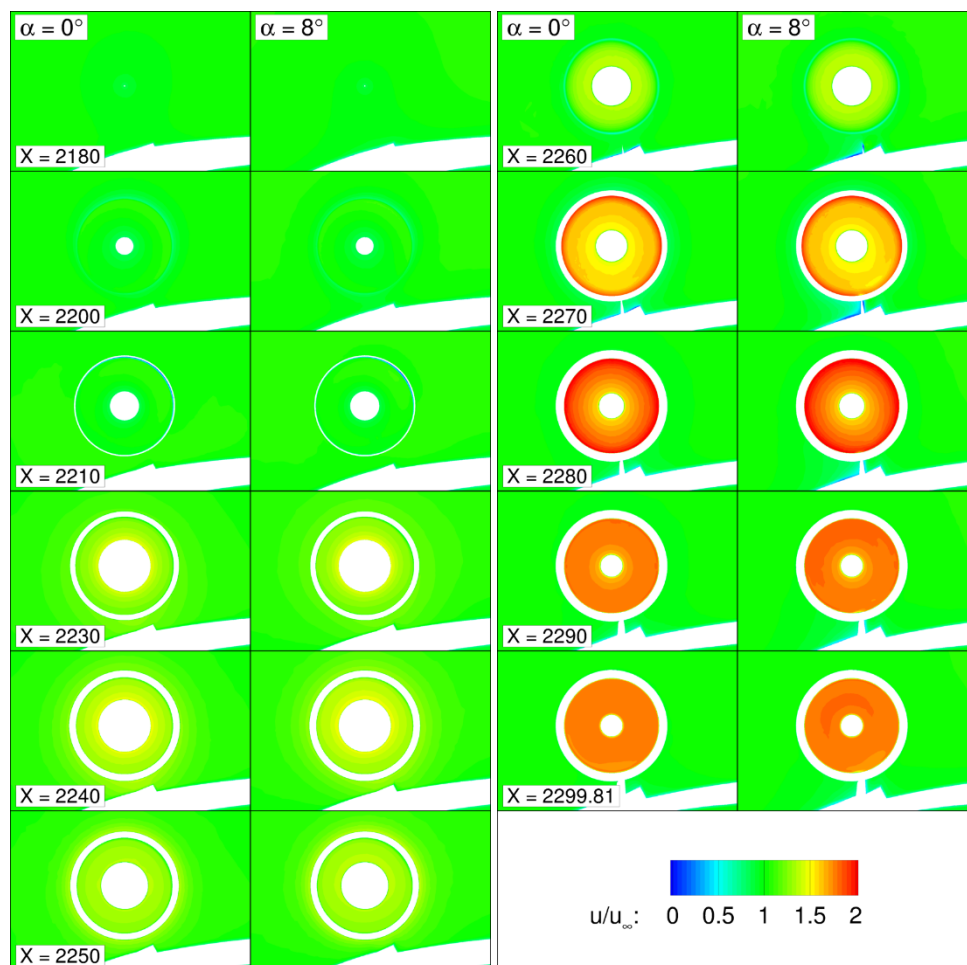 α = 0°
α = 8°
X = 2180
X = 2200
X = 2210
X = 2230
X = 2240
X = 2250
α = 0°
α = 8°
X = 2260
X = 2270
X = 2280
X = 2290
X = 2299.81
u/u∞: 0 0.5 1 1.5 2